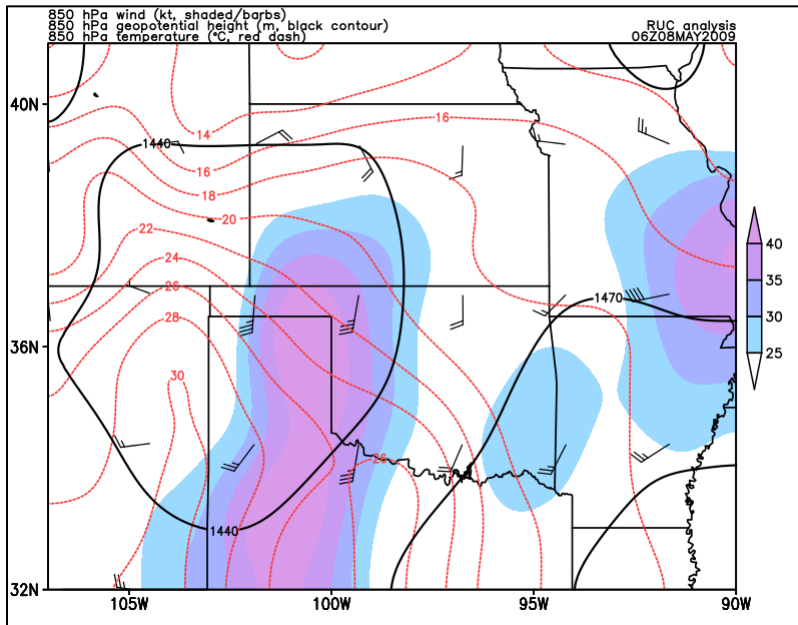 850 hPa wind (kt, shaded/barbs)
850 hPa geopotential height (m, black contour)
850 hPa temperature (°C, red dash)
RUC analysis
06Z08MAY2009
40N
36N
32N
105W
100W
95W
90W
1440
14
16
16
18
20
22
24
26
28
30
1470
26
1440
40
35
30
25